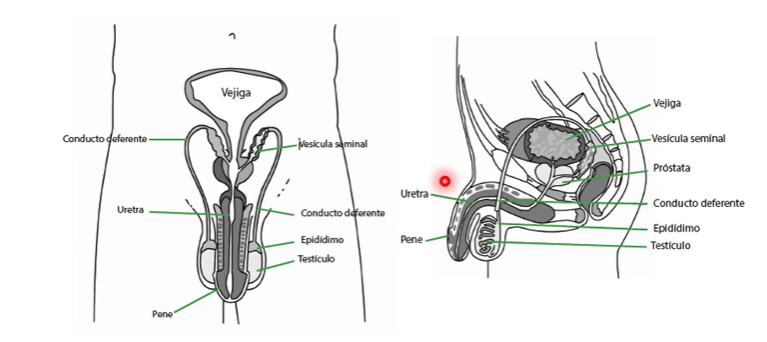 Vejiga
Conducto deferente
Vesícula seminal
Uretra
Conducto deferente
Epidídimo
Testículo
Pene
Vejiga
Vesícula seminal
Próstata
Uretra
Conducto deferente
Epidídimo
Pene
Testículo